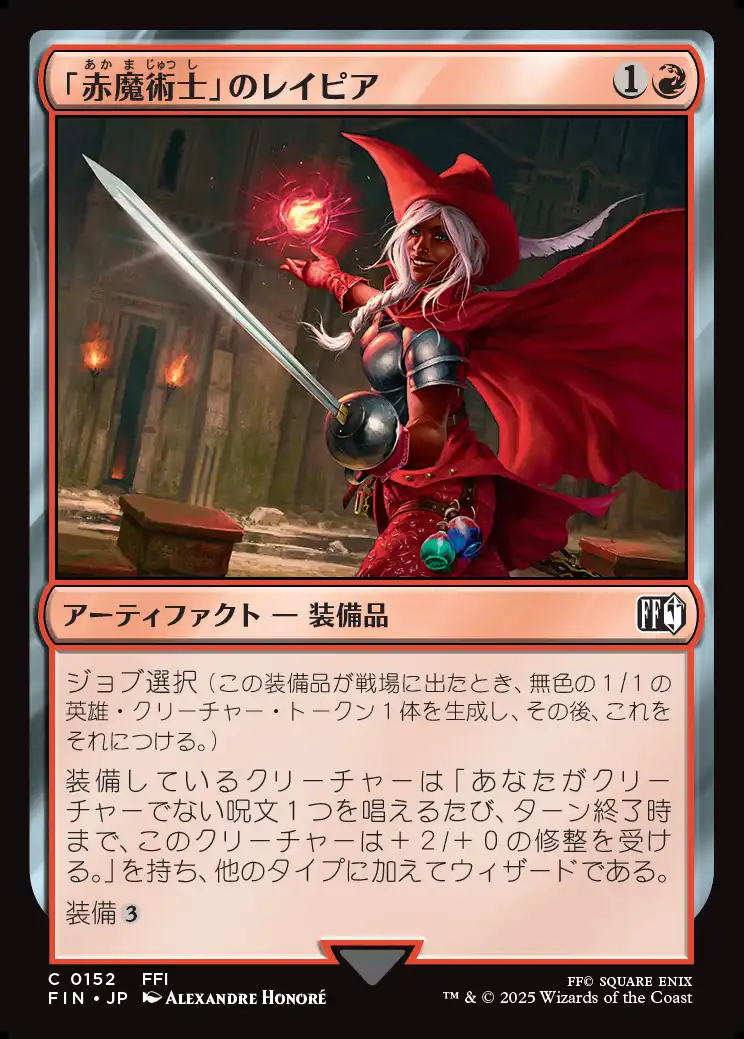 あかまじゅつし
「赤魔術士」のレイピア 1
アーティファクト — 装備品 FF
ジョブ選択（この装備品が戦場に出たとき、無色の１/１の
英雄・クリーチャー・トークン１体を生成し、その後、これを
それにつける。）
装備しているクリーチャーは「あなたがクリー
チャーでない呪文１つを唱えるたび、ターン終了時
まで、このクリーチャーは＋２/＋０の修整を受け
る。」を持ち、他のタイプに加えてウィザードである。
装備 3
C 0152 FFI
FIN • JP ALEXANDRE HONORÉ
FF© SQUARE ENIX
™ & © 2025 Wizards of the Coast